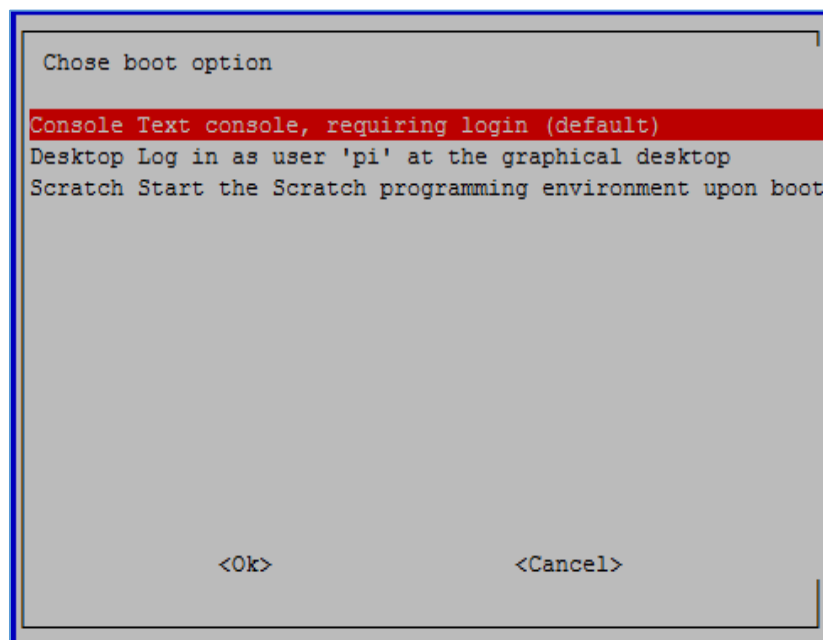 Chose boot option
Console Text console, requiring login (default)
Desktop Log in as user 'pi' at the graphical desktop
Scratch Start the Scratch programming environment upon boot
<Ok> <Cancel>